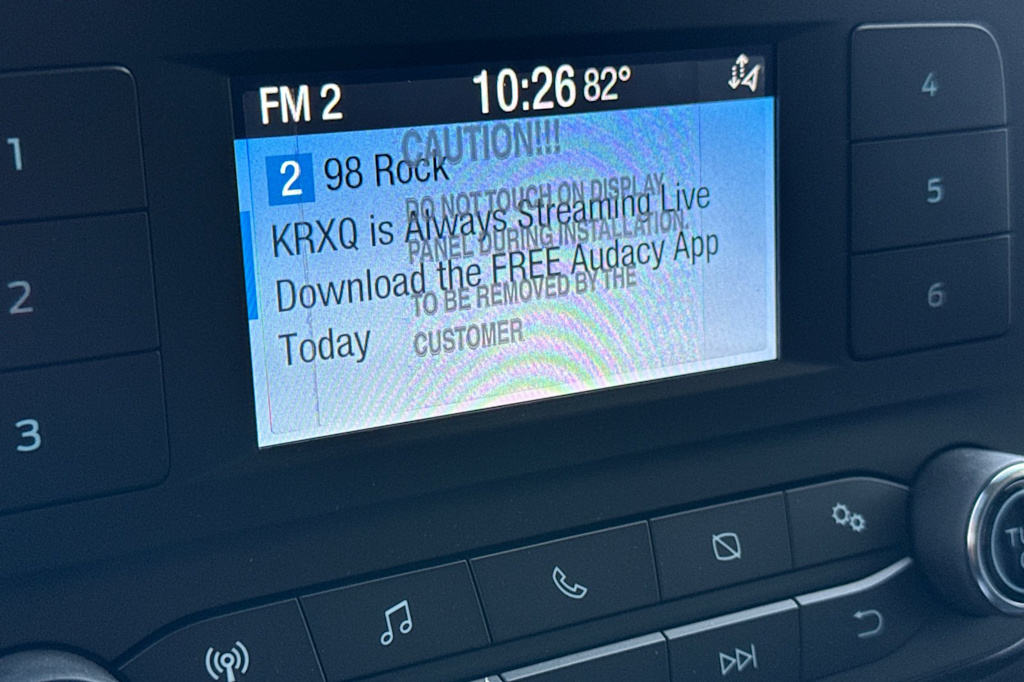 FM 2 10:26 82°
2 98 Rock
KRXQ is Always Streaming Live
Download the FREE Audacy App
Today
CAUTION!!!
DO NOT TOUCH ON DISPLAY
PANEL DURING INSTALLATION.
TO BE REMOVED BY THE
CUSTOMER
1
2
3
4
5
6